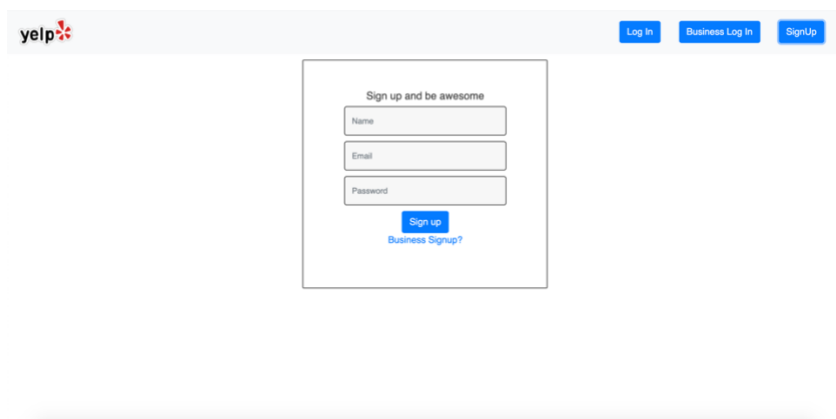 yelp
Log In
Business Log In
SignUp
Sign up and be awesome
Name
Email
Password
Sign up
Business Signup?